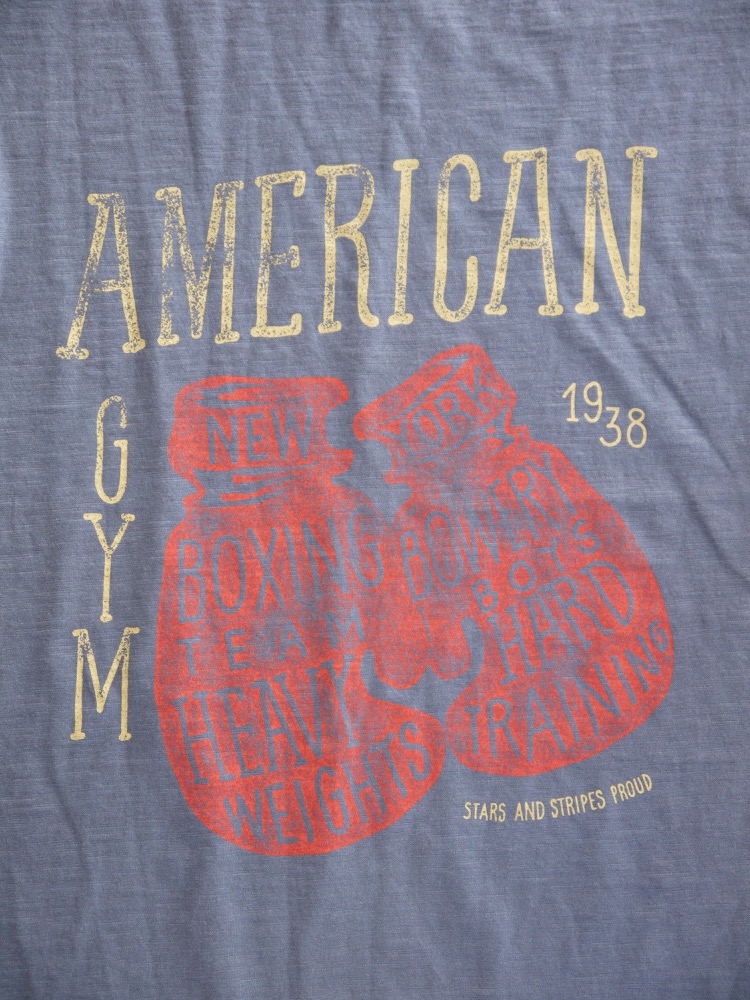 AMERICAN
GYM
1938
NEW
BOXING
TEAM
HEAVY
WEIGHTS
YORK
BOWERY
BOYS
HARD
TRAINING
STARS AND STRIPES PROUD